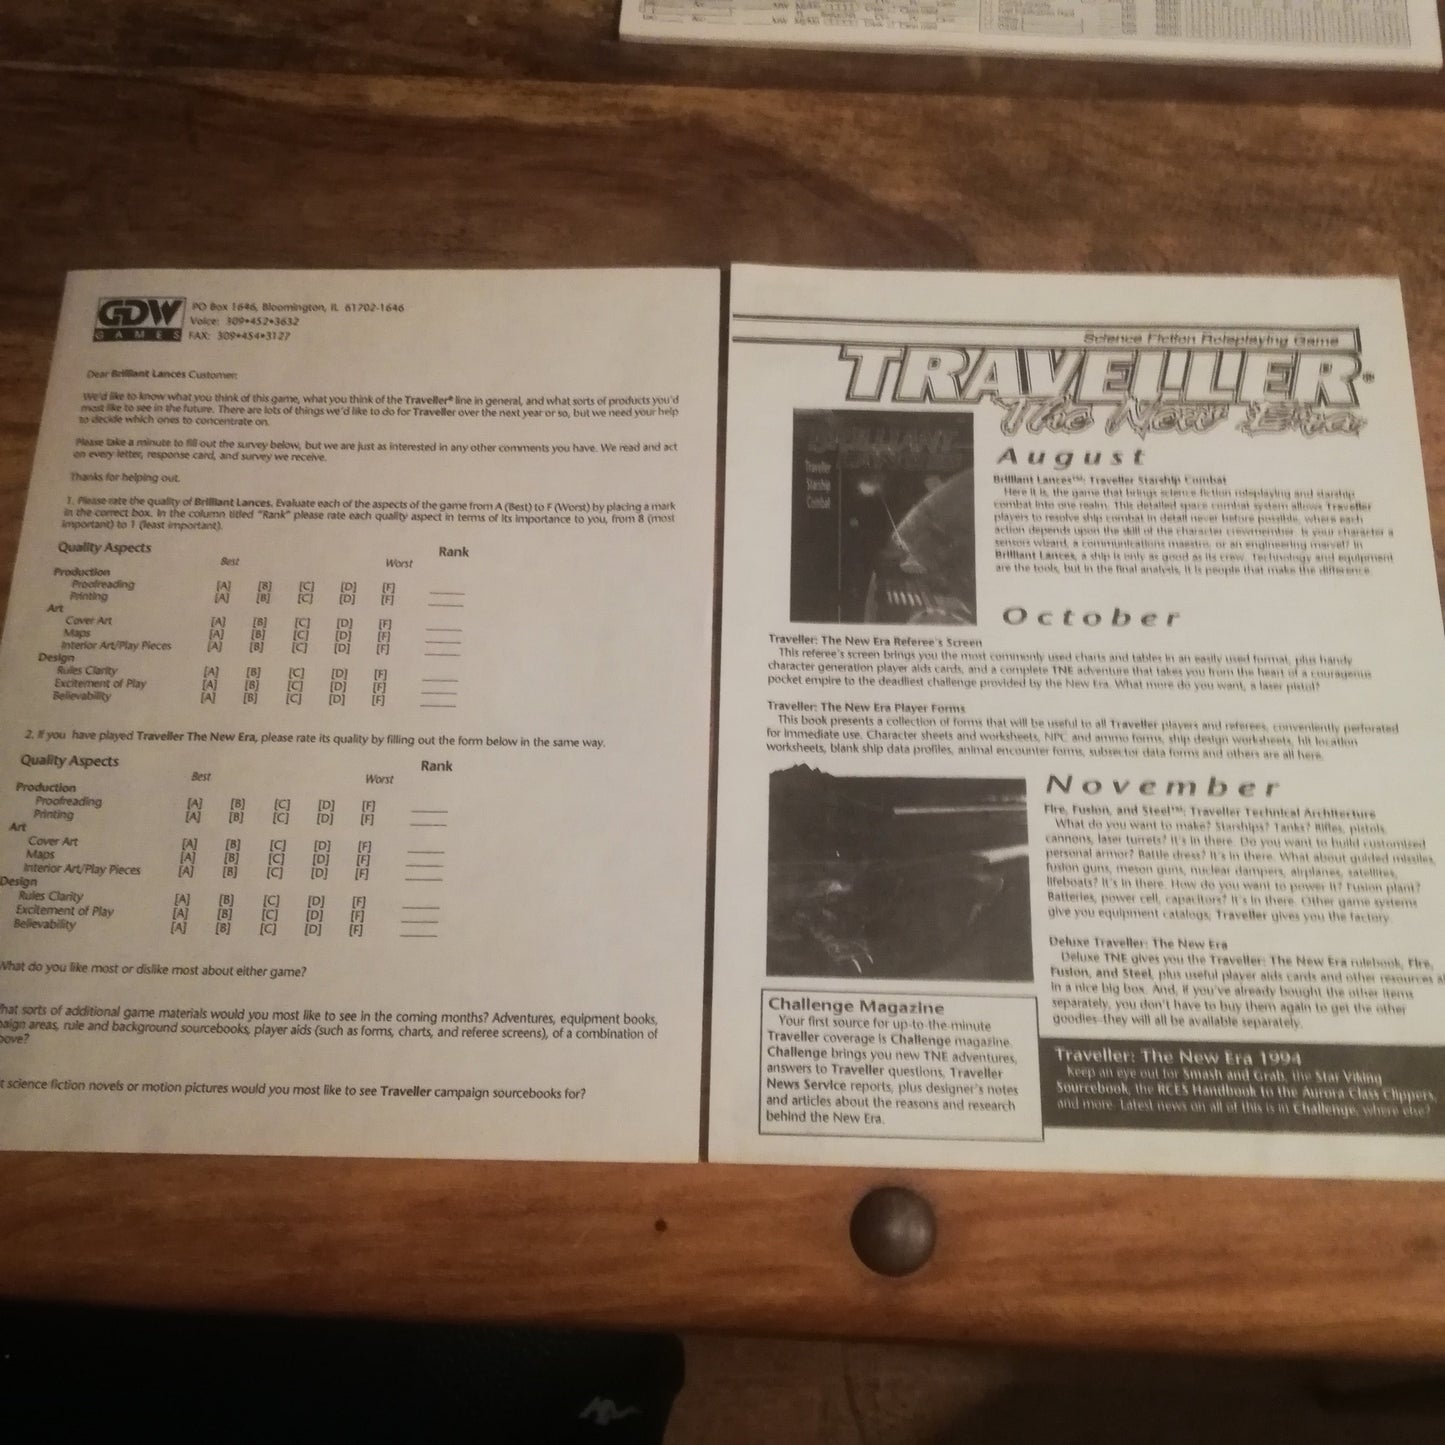 GDW
GAMES
PO Box 1646, Bloomington, IL 61702-1646
Voice: 309•452•3632
FAX: 309•454•3127
Dear Brilliant Lances Customer:
We'd like to know what you think of this game, what you think of the Traveller® line in general, and what sorts of products you'd
most like to see in the future. There are lots of things we'd like to do for Traveller over the next year or so, but we need your help
to decide which ones to concentrate on.
Please take a minute to fill out the survey below, but we are just as interested in any other comments you have. We read and act
on every letter, response card, and survey we receive.
Thanks for helping out.
1. Please rate the quality of Brilliant Lances. Evaluate each of the aspects of the game from A (Best) to F (Worst) by placing a mark
in the correct box. In the column titled "Rank" please rate each quality aspect in terms of its importance to you, from 8 (most
important) to 1 (least important).
Quality Aspects Best Worst Rank
Production
Proofreading [A] [B] [C] [D] [F] _____
Printing [A] [B] [C] [D] [F] _____
Art
Cover Art [A] [B] [C] [D] [F] _____
Maps [A] [B] [C] [D] [F] _____
Interior Art/Play Pieces [A] [B] [C] [D] [F] _____
Design
Rules Clarity [A] [B] [C] [D] [F] _____
Excitement of Play [A] [B] [C] [D] [F] _____
Believability [A] [B] [C] [D] [F] _____
2. If you have played Traveller The New Era, please rate its quality by filling out the form below in the same way.
Quality Aspects Best Worst Rank
Production
Proofreading [A] [B] [C] [D] [F] _____
Printing [A] [B] [C] [D] [F] _____
Art
Cover Art [A] [B] [C] [D] [F] _____
Maps [A] [B] [C] [D] [F] _____
Interior Art/Play Pieces [A] [B] [C] [D] [F] _____
Design
Rules Clarity [A] [B] [C] [D] [F] _____
Excitement of Play [A] [B] [C] [D] [F] _____
Believability [A] [B] [C] [D] [F] _____
What do you like most or dislike most about either game?
sorts of additional game materials would you most like to see in the coming months? Adventures, equipment books,
areas, rule and background sourcebooks, player aids (such as forms, charts, and referee screens), of a combination of
science fiction novels or motion pictures would you most like to see Traveller campaign sourcebooks for?
Science Fiction Roleplaying Game
TRAVELLER®
The New Era
BRILLIANT
Traveller
Starship
Combat
August
Brilliant Lances™: Traveller Starship Combat
Here it is, the game that brings science fiction roleplaying and starship
combat into one realm. This detailed space combat system allows Traveller
players to resolve ship combat in detail never before possible, where each
action depends upon the skill of the character crewmember. Is your character a
sensors wizard, a communications maestro, or an engineering marvel? In
Brilliant Lances, a ship is only as good as its crew. Technology and equipment
are the tools, but in the final analysis, it is people that make the difference.
October
Traveller: The New Era Referee's Screen
This referee's screen brings you the most commonly used charts and tables in an easily used format, plus handy
character generation player aids cards, and a complete TNE adventure that takes you from the heart of a courageous
pocket empire to the deadliest challenge provided by the New Era. What more do you want, a laser pistol?
Traveller: The New Era Player Forms
This book presents a collection of forms that will be useful to all Traveller players and referees, conveniently perforated
for immediate use. Character sheets and worksheets, NPC and ammo forms, ship design worksheets, hit location
worksheets, blank ship data profiles, animal encounter forms, subsector data forms and others are all here.
November
Fire, Fusion, and Steel™: Traveller Technical Architecture
What do you want to make? Starships? Tanks? Rifles, pistols,
cannons, laser turrets? It's in there. Do you want to build customized
personal armor? Battle dress? It's in there. What about guided missiles,
fusion guns, meson guns, nuclear dampers, airplanes, satellites,
lifeboats? It's in there. How do you want to power it? Fusion plant?
Batteries, power cell, capacitors? It's in there. Other game systems
give you equipment catalogs; Traveller gives you the factory.
Deluxe Traveller: The New Era
Deluxe TNE gives you the Traveller: The New Era rulebook, Fire,
Fusion, and Steel, plus useful player aids cards and other resources all
in a nice big box. And, if you've already bought the other items
separately, you don't have to buy them again to get the other
goodies–they will all be available separately.
Challenge Magazine
Your first source for up-to-the-minute
Traveller coverage is Challenge magazine.
Challenge brings you new TNE adventures,
answers to Traveller questions, Traveller
News Service reports, plus designer's notes
and articles about the reasons and research
behind the New Era.
Traveller: The New Era 1994
Keep an eye out for Smash and Grab, the Star Viking
Sourcebook, the RCES Handbook to the Aurora Class Clippers,
and more. Latest news on all of this is in Challenge, where else?